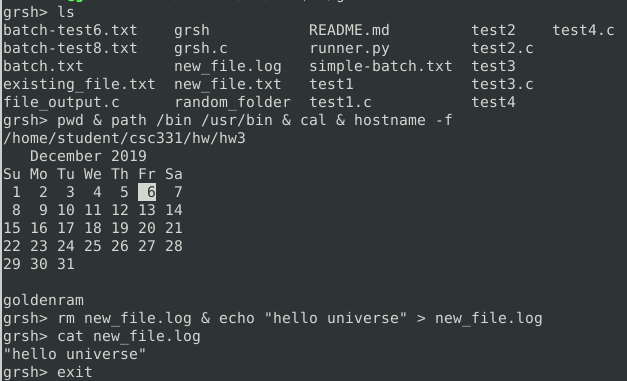 grsh> ls
batch-test6.txt    grsh           README.md         test2    test4.c
batch-test8.txt    grsh.c         runner.py         test2.c
batch.txt          new_file.log   simple-batch.txt  test3
existing_file.txt  new_file.txt   test1             test3.c
file_output.c      random_folder  test1.c           test4
grsh> pwd & path /bin /usr/bin & cal & hostname -f
/home/student/csc331/hw/hw3
   December 2019
Su Mo Tu We Th Fr Sa
 1  2  3  4  5  6  7
 8  9 10 11 12 13 14
15 16 17 18 19 20 21
22 23 24 25 26 27 28
29 30 31
goldenram
grsh> rm new_file.log & echo "hello universe" > new_file.log
grsh> cat new_file.log
"hello universe"
grsh> exit